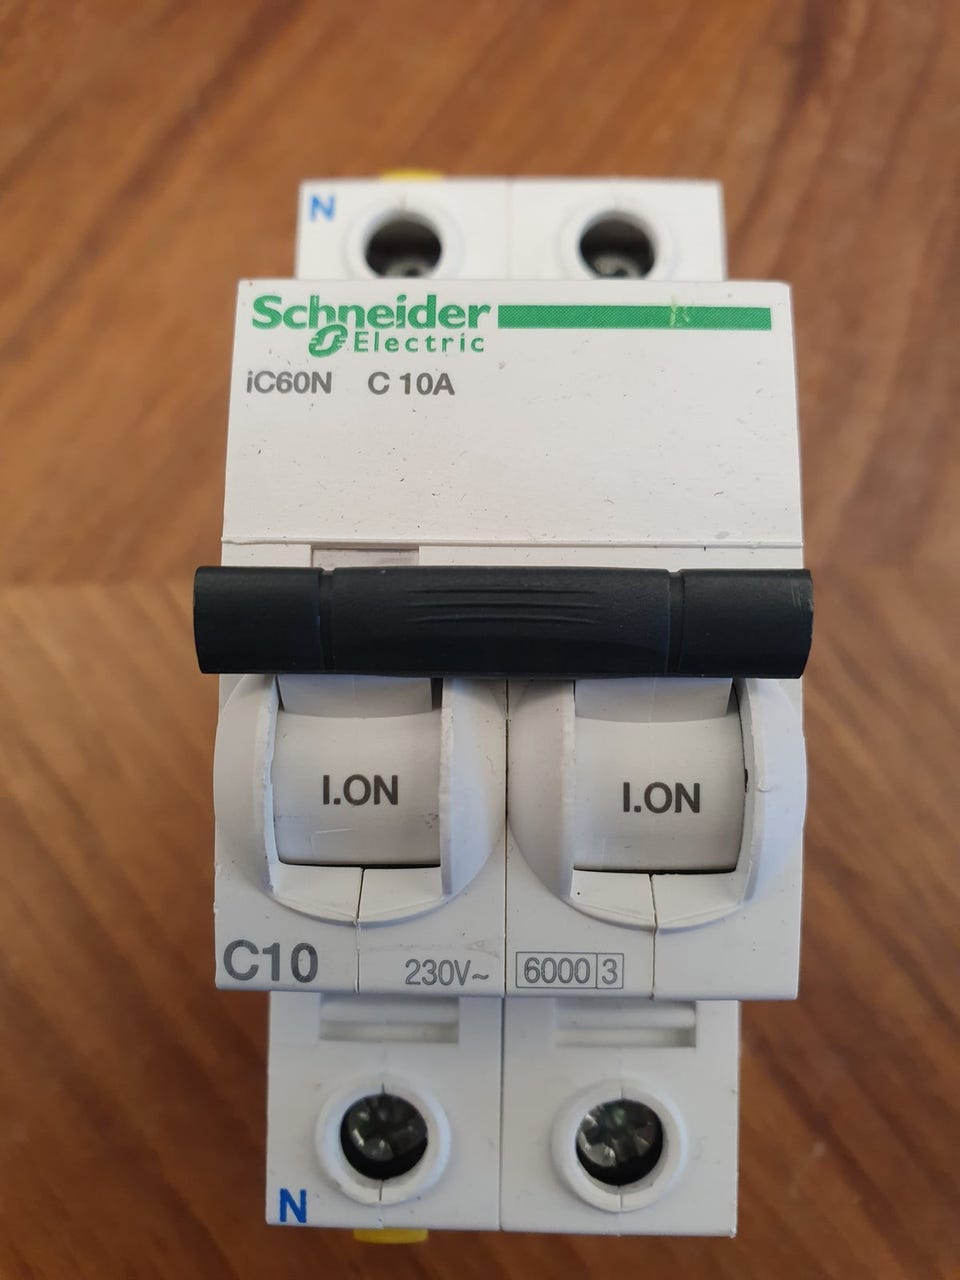 N
Schneider
Electric
iC60N C 10A
I.ON I.ON
C10 230V~ 6000 3
N